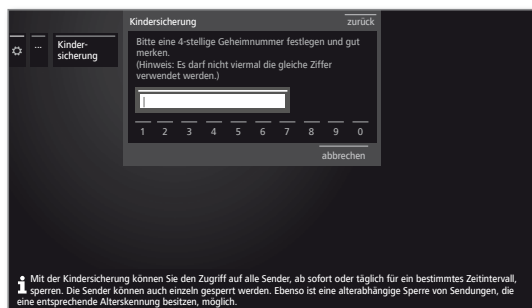 Kindersicherung zurück
... Kinder-
sicherung
Bitte eine 4-stellige Geheimnummer festlegen und gut
merken.
(Hinweis: Es darf nicht viermal die gleiche Ziffer
verwendet werden.)
1 2 3 4 5 6 7 8 9 0
abbrechen
i Mit der Kindersicherung können Sie den Zugriff auf alle Sender, ab sofort oder täglich für ein bestimmtes Zeitintervall,
sperren. Die Sender können auch einzeln gesperrt werden. Ebenso ist eine alterabhängige Sperre von Sendungen, die
eine entsprechende Alterskennung besitzen, möglich.